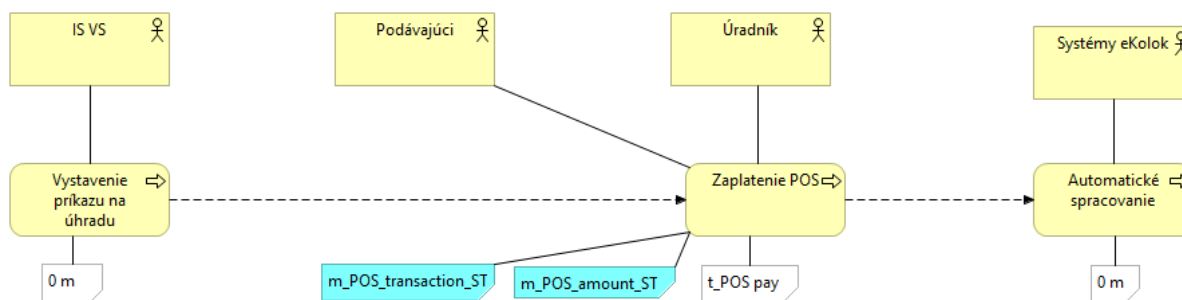 IS VS
Podávajúci
Úradník
Systémy eKolok
Vystavenie
príkazu na
úhradu
Zaplatenie POS
Automatické
spracovanie
0 m
m_POS_transaction_ST
m_POS_amount_ST
t_POS pay
0 m